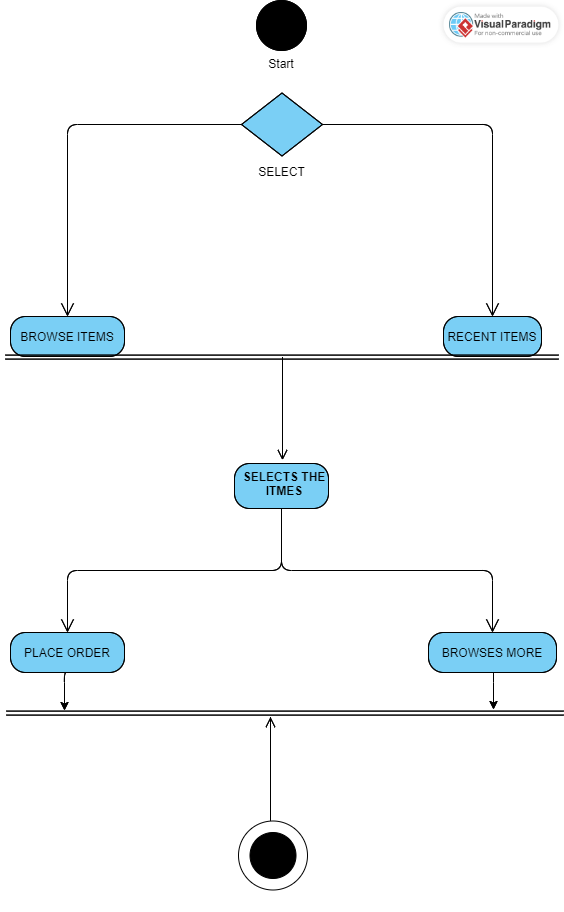 Made with
Visual Paradigm
For non-commercial use
Start
SELECT
BROWSE ITEMS
RECENT ITEMS
SELECTS THE
ITMES
PLACE ORDER
BROWSES MORE